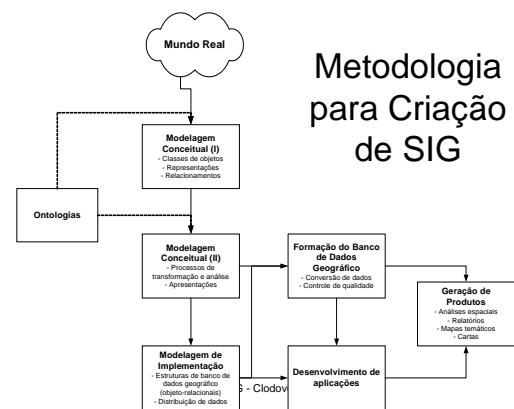 Mundo Real
Metodologia
para Criação
de SIG
Modelagem
Conceitual (I)
- Classes de objetos
- Representações
- Relacionamentos
Ontologias
Modelagem
Conceitual (II)
- Processos de
transformação e análise
- Apresentações
Formação do Banco
de Dados
Geográfico
- Conversão de dados
- Controle de qualidade
Geração de
Produtos
- Análises espaciais
- Relatórios
- Mapas temáticos
- Cartas
Modelagem de
Implementação
- Estruturas de banco de
dados geográfico
(objeto-relacionais)
- Distribuição de dados
Desenvolvimento de
aplicações